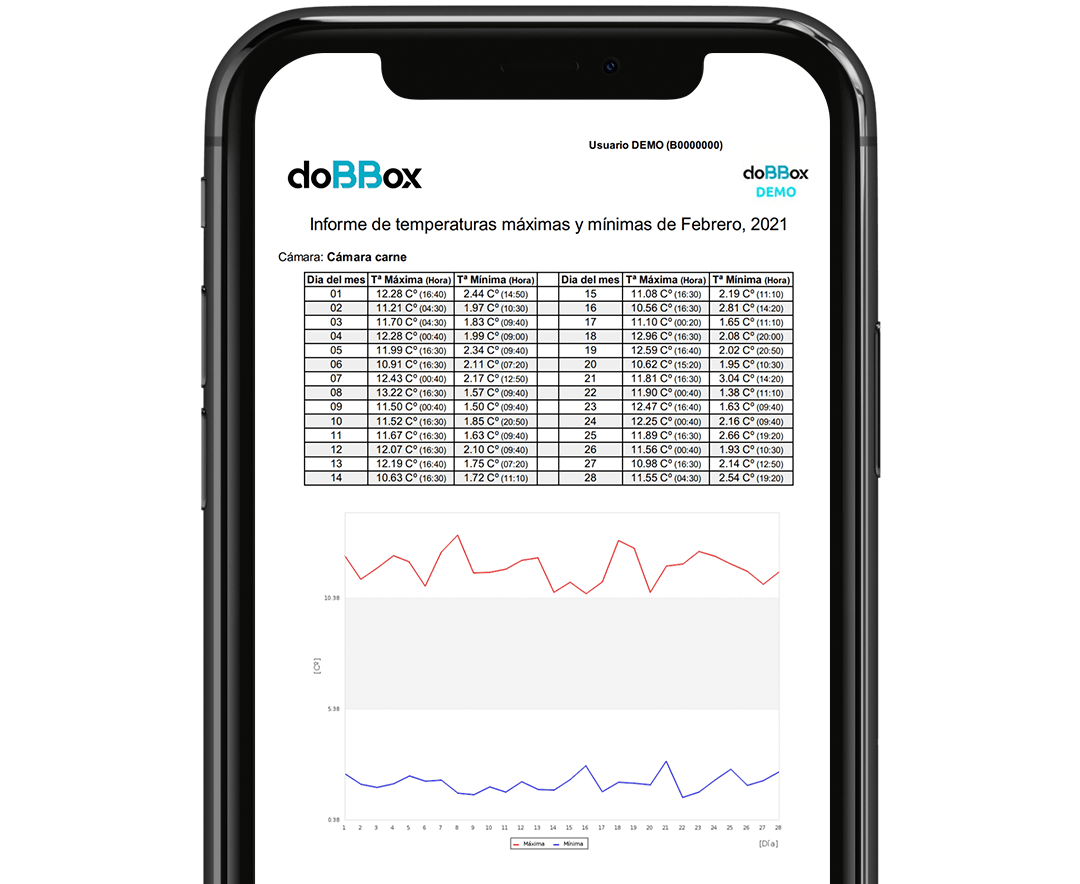 Usuario DEMO (B0000000)
doBBox
doBBox
DEMO
Informe de temperaturas máximas y mínimas de Febrero, 2021
Cámara: Cámara carne
Dia del mes Tª Máxima (Hora) Tª Mínima (Hora) Dia del mes Tª Máxima (Hora) Tª Mínima (Hora)
01 12.28 Cº (16:40) 2.44 Cº (14:50) 15 11.08 Cº (16:30) 2.19 Cº (11:10)
02 11.21 Cº (04:30) 1.97 Cº (10:30) 16 10.56 Cº (16:30) 2.81 Cº (14:20)
03 11.70 Cº (04:30) 1.83 Cº (09:40) 17 11.10 Cº (00:20) 1.65 Cº (11:10)
04 12.28 Cº (00:40) 1.99 Cº (09:00) 18 12.96 Cº (16:30) 2.08 Cº (20:00)
05 11.99 Cº (16:30) 2.34 Cº (09:40) 19 12.59 Cº (16:40) 2.02 Cº (20:50)
06 10.91 Cº (16:30) 2.11 Cº (07:20) 20 10.62 Cº (15:20) 1.95 Cº (10:30)
07 12.43 Cº (00:40) 2.17 Cº (12:50) 21 11.81 Cº (16:30) 3.04 Cº (14:20)
08 13.22 Cº (16:30) 1.57 Cº (09:40) 22 11.90 Cº (00:40) 1.38 Cº (11:10)
09 11.50 Cº (00:40) 1.50 Cº (09:40) 23 12.47 Cº (16:40) 1.63 Cº (09:40)
10 11.52 Cº (16:30) 1.85 Cº (20:50) 24 12.25 Cº (00:40) 2.16 Cº (09:40)
11 11.67 Cº (16:30) 1.63 Cº (09:40) 25 11.89 Cº (16:30) 2.66 Cº (19:20)
12 12.07 Cº (16:30) 2.10 Cº (09:40) 26 11.56 Cº (00:40) 1.93 Cº (10:30)
13 12.19 Cº (16:40) 1.75 Cº (07:20) 27 10.98 Cº (16:30) 2.14 Cº (12:50)
14 10.63 Cº (16:30) 1.72 Cº (11:10) 28 11.55 Cº (04:30) 2.54 Cº (19:20)
10.38
[Cº]
5.38
0.38
1 2 3 4 5 6 7 8 9 10 11 12 13 14 15 16 17 18 19 20 21 22 23 24 25 26 27 28
Máxima Mínima
[Día]